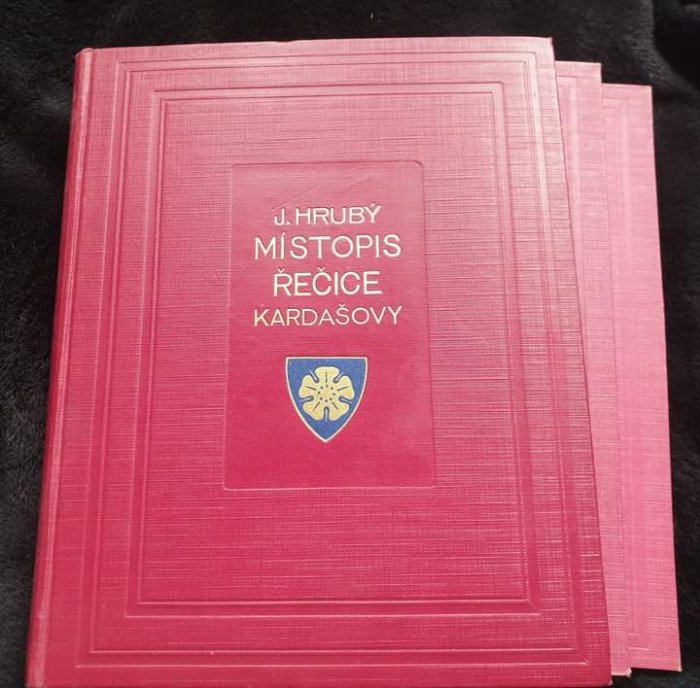 J. HRUBÝ
MÍSTOPIS
ŘEČICE
KARDAŠOVY